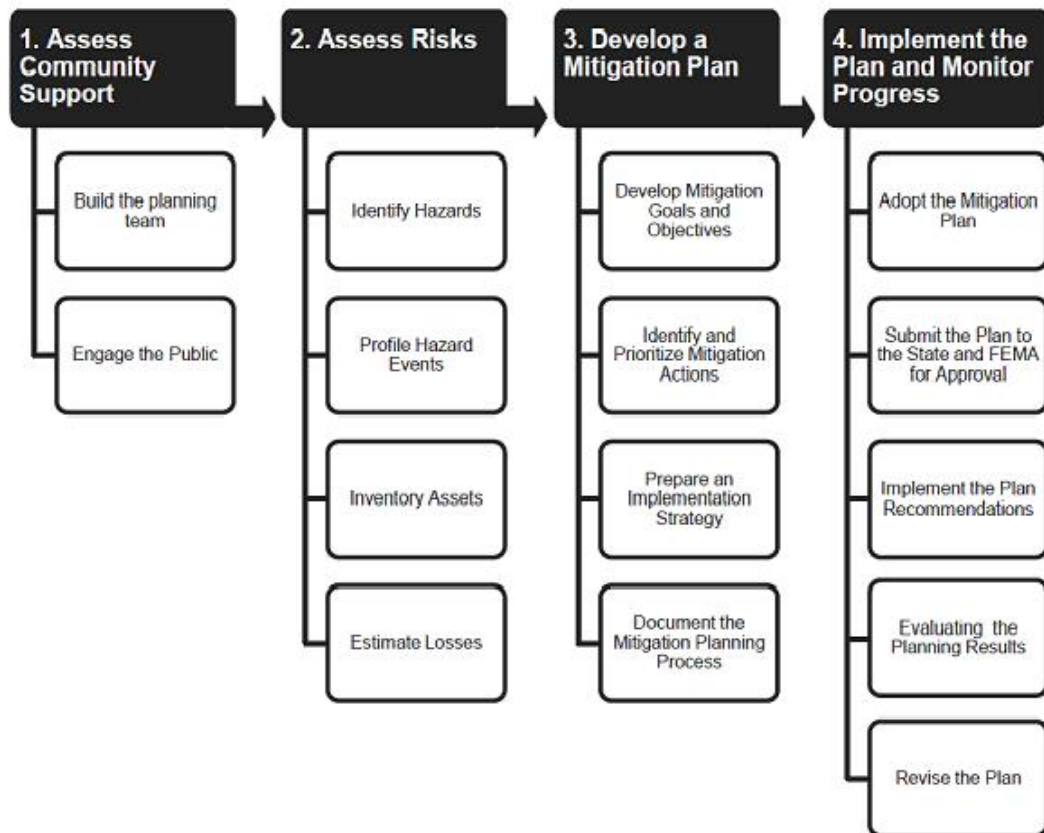 1. Assess
Community
Support
Build the planning
team
Engage the Public
2. Assess Risks
Identify Hazards
Profile Hazard
Events
Inventory Assets
Estimate Losses
3. Develop a
Mitigation Plan
Develop Mitigation
Goals and
Objectives
Identify and
Prioritize Mitigation
Actions
Prepare an
Implementation
Strategy
Document the
Mitigation Planning
Process
4. Implement the
Plan and Monitor
Progress
Adopt the Mitigation
Plan
Submit the Plan to
the State and FEMA
for Approval
Implement the Plan
Recommendations
Evaluating the
Planning Results
Revise the Plan